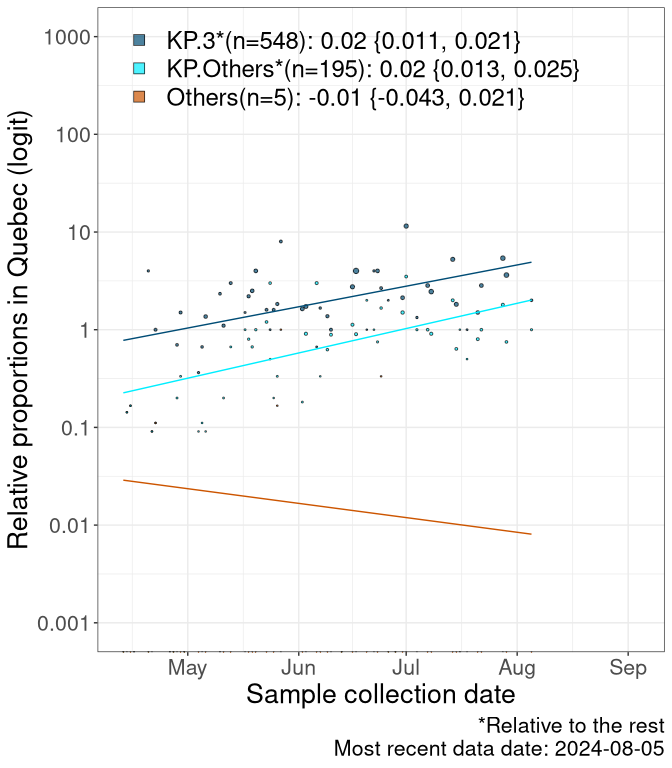 KP.3*(n=548): 0.02 {0.011, 0.021}
KP.Others*(n=195): 0.02 {0.013, 0.025}
Others(n=5): -0.01 {-0.043, 0.021}
Relative proportions in Quebec (logit)
1000
100
10
1
0.1
0.01
0.001
May Jun Jul Aug Sep
Sample collection date
*Relative to the rest
Most recent data date: 2024-08-05